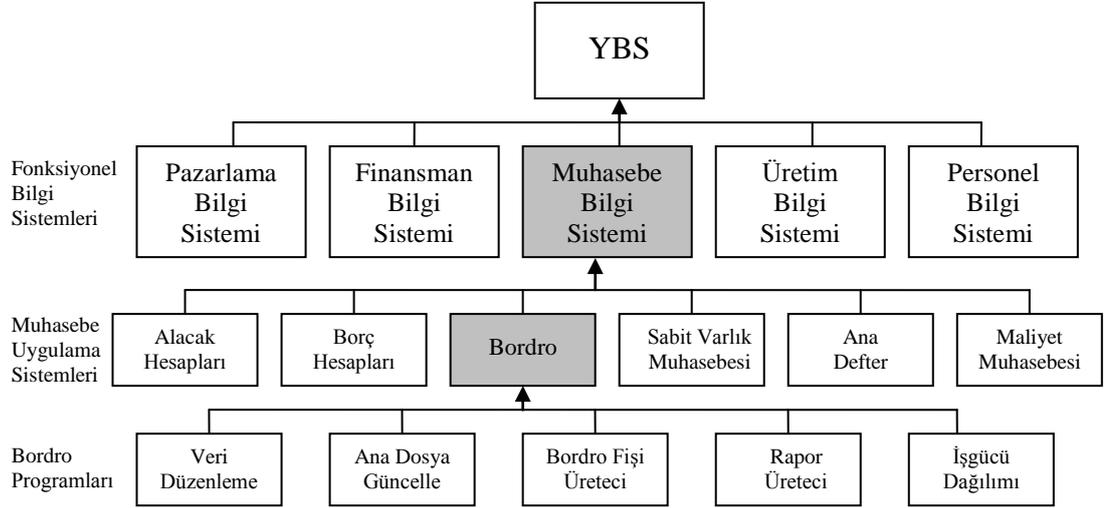 YBS
Fonksiyonel
Bilgi
Sistemleri
Pazarlama
Bilgi
Sistemi
Finansman
Bilgi
Sistemi
Muhasebe
Bilgi
Sistemi
Üretim
Bilgi
Sistemi
Personel
Bilgi
Sistemi
Muhasebe
Uygulama
Sistemleri
Alacak
Hesapları
Borç
Hesapları
Bordro
Sabit Varlık
Muhasebesi
Ana
Defter
Maliyet
Muhasebesi
Bordro
Programları
Veri
Düzenleme
Ana Dosya
Güncelle
Bordro Fişi
Üreteci
Rapor
Üreteci
İşgücü
Dağılımı